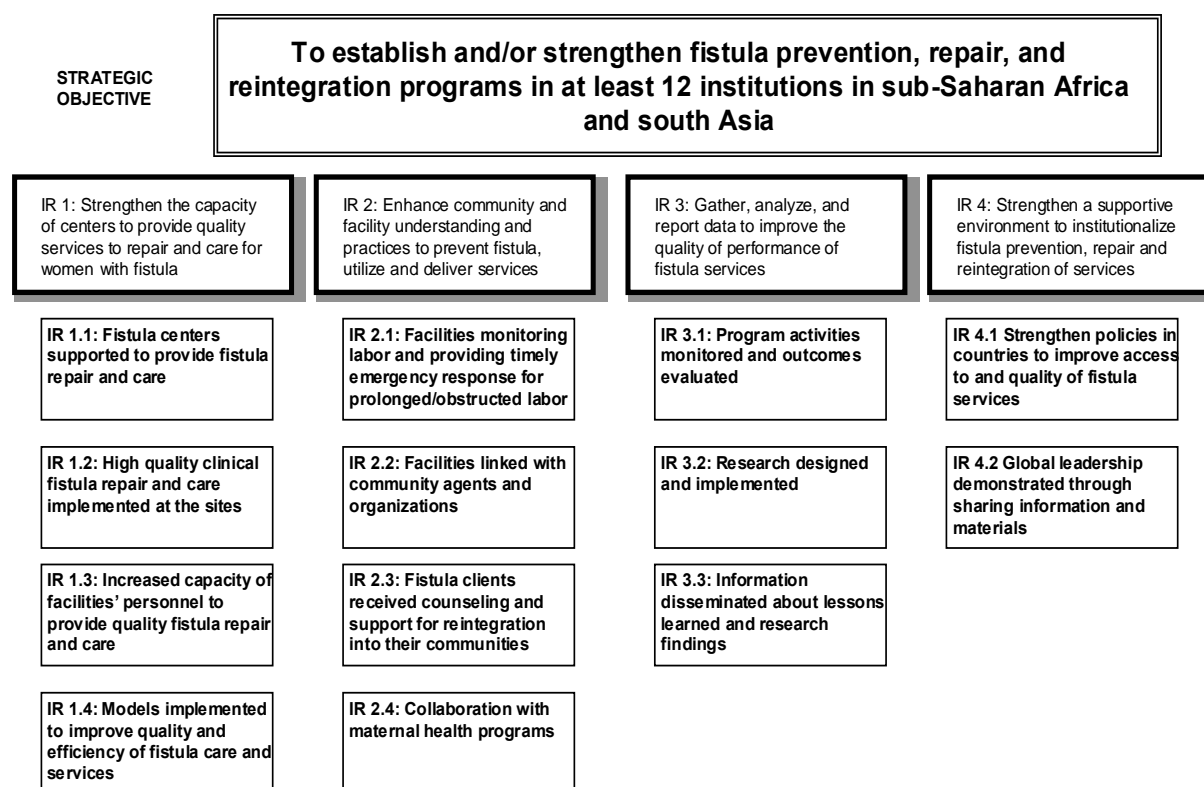 STRATEGIC
OBJECTIVE
To establish and/or strengthen fistula prevention, repair, and
reintegration programs in at least 12 institutions in sub-Saharan Africa
and south Asia
IR 1: Strengthen the capacity
of centers to provide quality
services to repair and care for
women with fistula
IR 2: Enhance community and
facility understanding and
practices to prevent fistula,
utilize and deliver services
IR 3: Gather, analyze, and
report data to improve the
quality of performance of
fistula services
IR 4: Strengthen a supportive
environment to institutionalize
fistula prevention, repair and
reintegration of services
IR 1.1: Fistula centers
supported to provide fistula
repair and care
IR 2.1: Facilities monitoring
labor and providing timely
emergency response for
prolonged/obstructed labor
IR 3.1: Program activities
monitored and outcomes
evaluated
IR 4.1 Strengthen policies in
countries to improve access
to and quality of fistula
services
IR 1.2: High quality clinical
fistula repair and care
implemented at the sites
IR 2.2: Facilities linked with
community agents and
organizations
IR 3.2: Research designed
and implemented
IR 4.2 Global leadership
demonstrated through
sharing information and
materials
IR 1.3: Increased capacity of
facilities’ personnel to
provide quality fistula repair
and care
IR 2.3: Fistula clients
received counseling and
support for reintegration
into their communities
IR 3.3: Information
disseminated about lessons
learned and research
findings
IR 1.4: Models implemented
to improve quality and
efficiency of fistula care and
services
IR 2.4: Collaboration with
maternal health programs